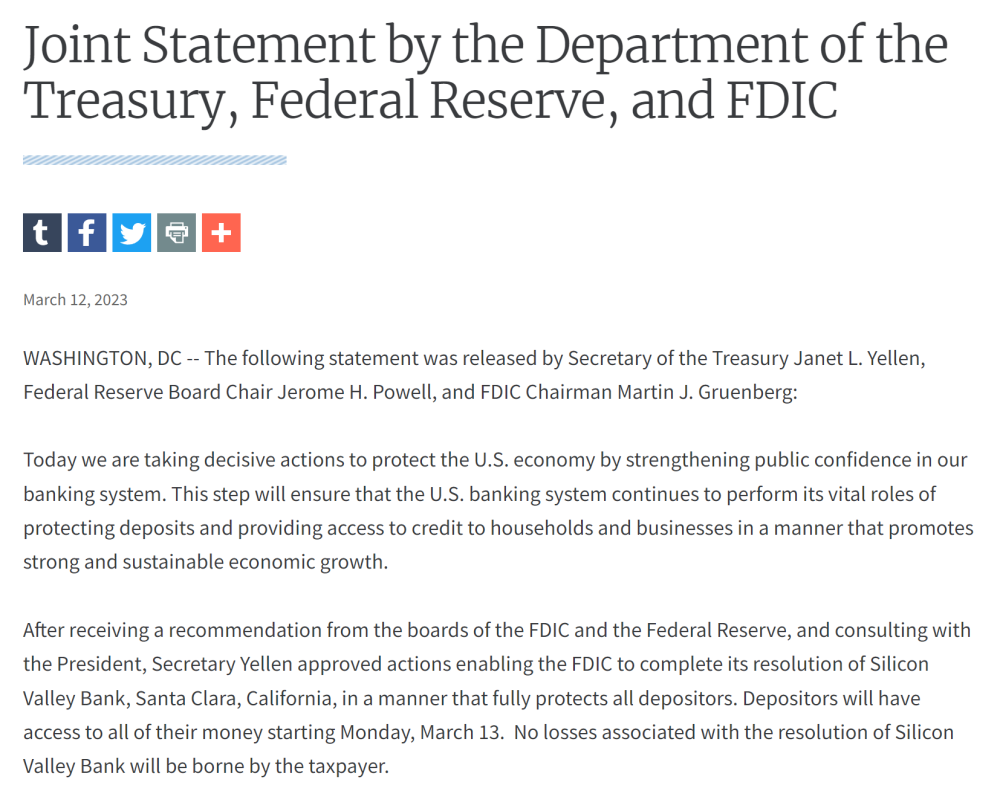 Joint Statement by the Department of the
Treasury, Federal Reserve, and FDIC
March 12, 2023
WASHINGTON, DC -- The following statement was released by Secretary of the Treasury Janet L. Yellen,
Federal Reserve Board Chair Jerome H. Powell, and FDIC Chairman Martin J. Gruenberg:
Today we are taking decisive actions to protect the U.S. economy by strengthening public confidence in our
banking system. This step will ensure that the U.S. banking system continues to perform its vital roles of
protecting deposits and providing access to credit to households and businesses in a manner that promotes
strong and sustainable economic growth.
After receiving a recommendation from the boards of the FDIC and the Federal Reserve, and consulting with
the President, Secretary Yellen approved actions enabling the FDIC to complete its resolution of Silicon
Valley Bank, Santa Clara, California, in a manner that fully protects all depositors. Depositors will have
access to all of their money starting Monday, March 13.  No losses associated with the resolution of Silicon
Valley Bank will be borne by the taxpayer.